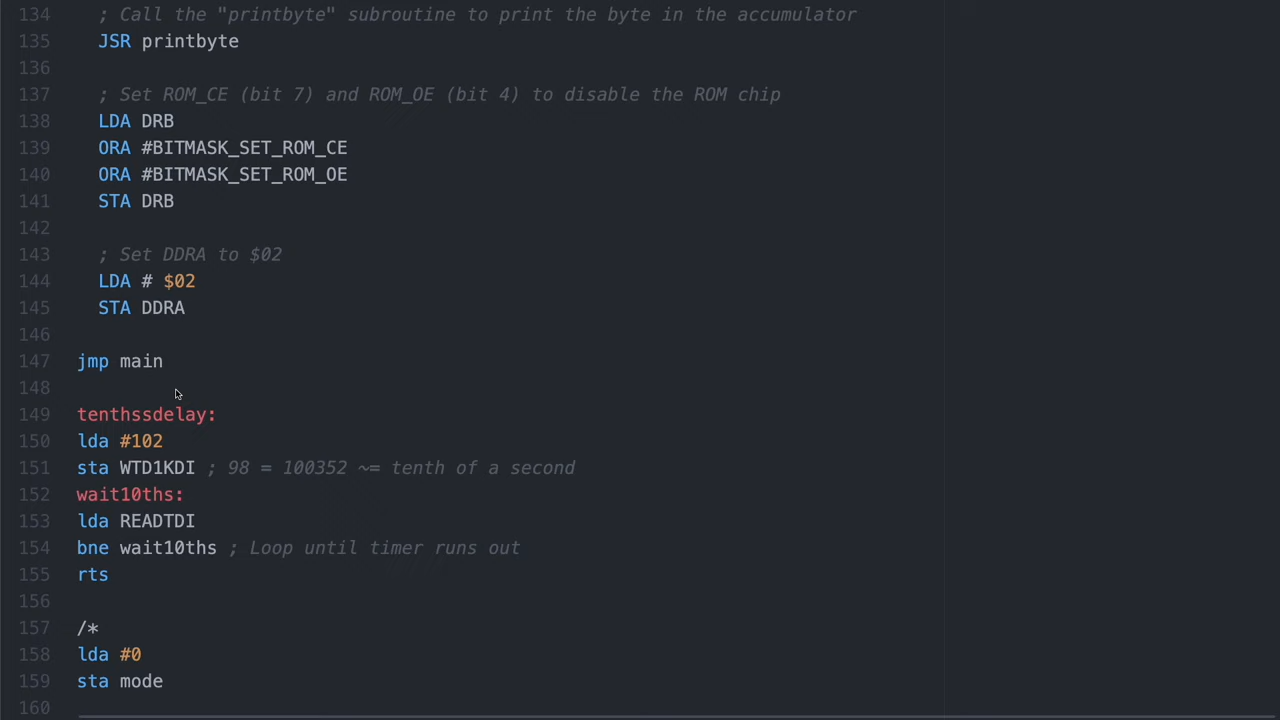 134 ; Call the "printbyte" subroutine to print the byte in the accumulator
135 JSR printbyte
136
137 ; Set ROM_CE (bit 7) and ROM_OE (bit 4) to disable the ROM chip
138 LDA DRB
139 ORA #BITMASK_SET_ROM_CE
140 ORA #BITMASK_SET_ROM_OE
141 STA DRB
142
143 ; Set DDRA to $02
144 LDA # $02
145 STA DDRA
146
147 jmp main
148
149 tenthssdelay:
150 lda #102
151 sta WTD1KDI ; 98 = 100352 ~= tenth of a second
152 wait10ths:
153 lda READTDI
154 bne wait10ths ; Loop until timer runs out
155 rts
156
157 /*
158 lda #0
159 sta mode
160